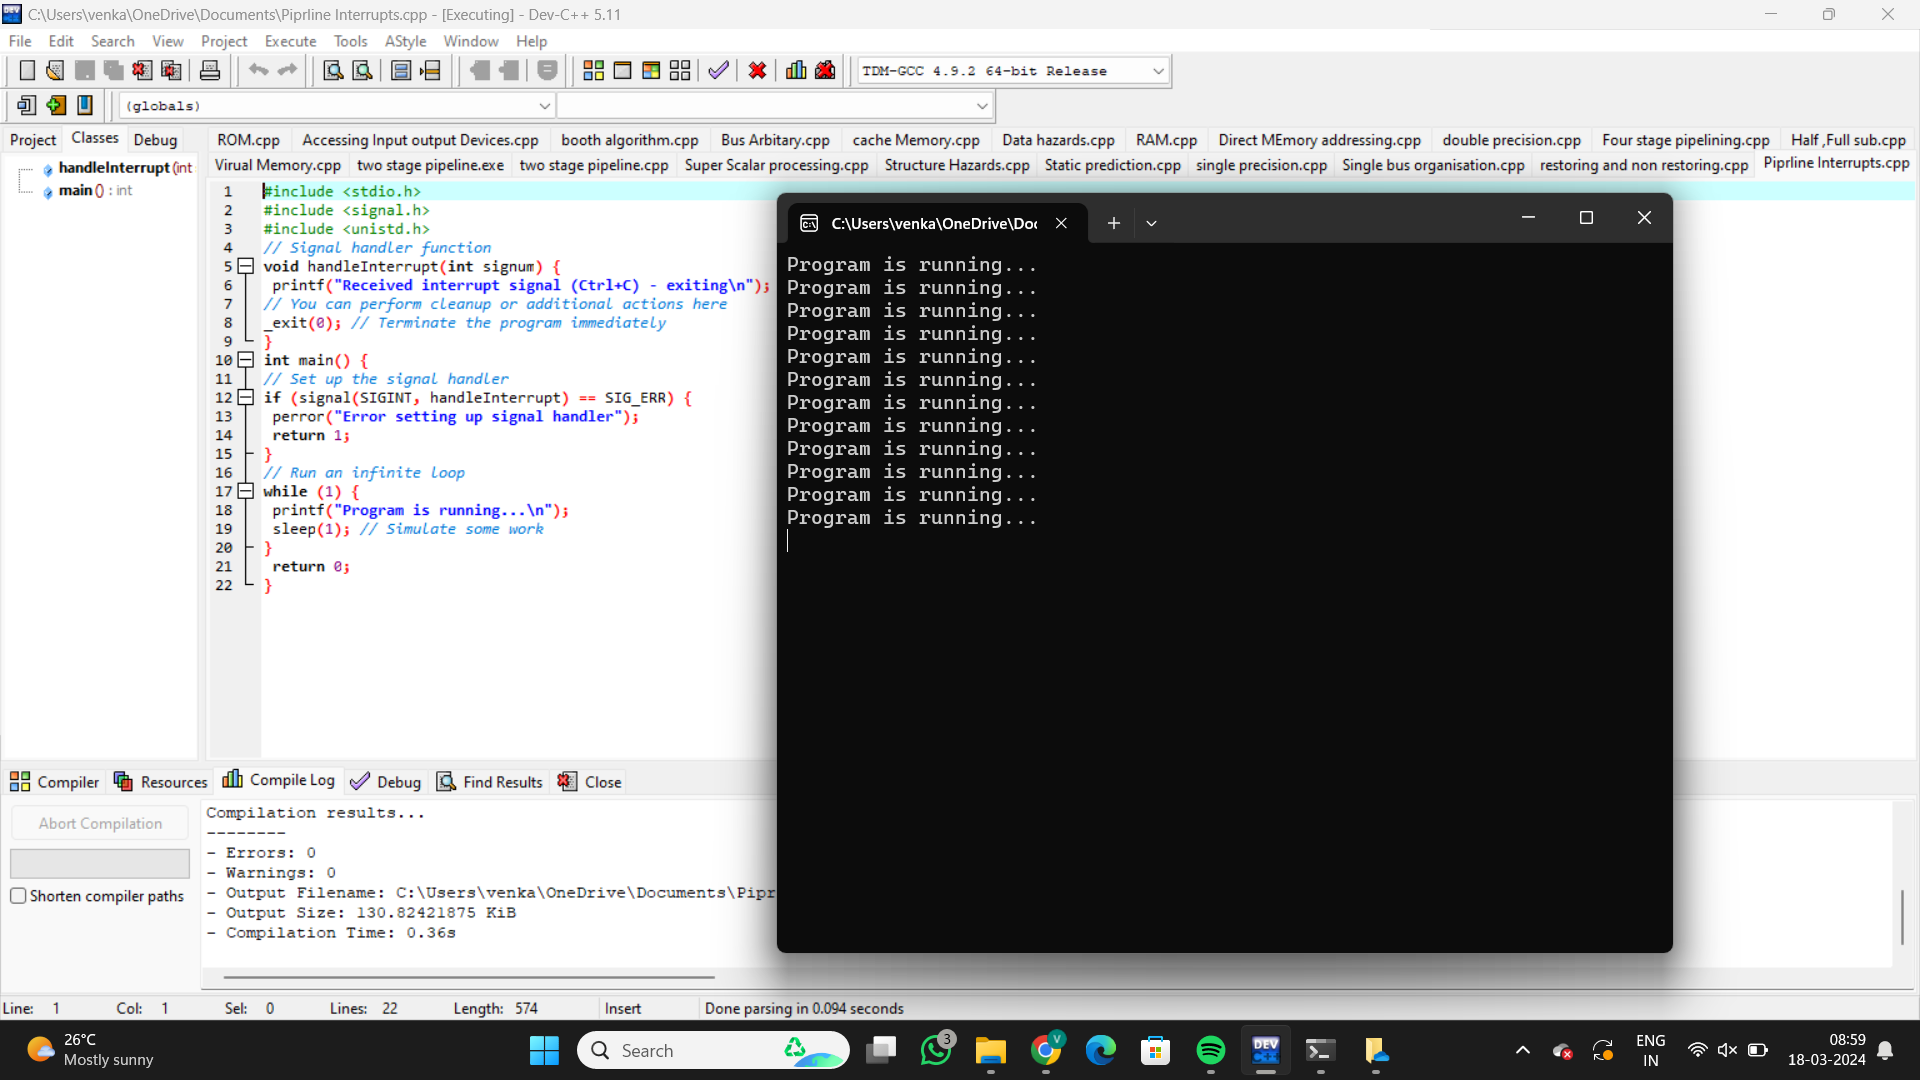 C:\Users\venka\OneDrive\Documents\Piprline Interrupts.cpp - [Executing] - Dev-C++ 5.11
File Edit Search View Project Execute Tools AStyle Window Help
TDM-GCC 4.9.2 64-bit Release
(globals)
Project Classes Debug
ROM.cpp Accessing Input output Devices.cpp booth algorithm.cpp Bus Arbitary.cpp cache Memory.cpp Data hazards.cpp RAM.cpp Direct MEmory addressing.cpp double precision.cpp Four stage pipelining.cpp Half ,Full sub.cpp
Virual Memory.cpp two stage pipeline.exe two stage pipeline.cpp Super Scalar processing.cpp Structure Hazards.cpp Static prediction.cpp single precision.cpp Single bus organisation.cpp restoring and non restoring.cpp Piprline Interrupts.cpp
handleInterrupt (int
main () : int
1 #include <stdio.h>
2 #include <signal.h>
3 #include <unistd.h>
4 // Signal handler function
5 void handleInterrupt(int signum) {
6 printf("Received interrupt signal (Ctrl+C) - exiting\n");
7 // You can perform cleanup or additional actions here
8 _exit(0); // Terminate the program immediately
9 }
10 int main() {
11 // Set up the signal handler
12 if (signal(SIGINT, handleInterrupt) == SIG_ERR) {
13 perror("Error setting up signal handler");
14 return 1;
15 }
16 // Run an infinite loop
17 while (1) {
18 printf("Program is running...\n");
19 sleep(1); // Simulate some work
20 }
21 return 0;
22 }
C:\Users\venka\OneDrive\Doc
Program is running...
Program is running...
Program is running...
Program is running...
Program is running...
Program is running...
Program is running...
Program is running...
Program is running...
Program is running...
Program is running...
Program is running...
Compiler Resources Compile Log Debug Find Results Close
Abort Compilation
Shorten compiler paths
Compilation results...
--------
- Errors: 0
- Warnings: 0
- Output Filename: C:\Users\venka\OneDrive\Documents\Pipr
- Output Size: 130.82421875 KiB
- Compilation Time: 0.36s
Line: 1 Col: 1 Sel: 0 Lines: 22 Length: 574 Insert Done parsing in 0.094 seconds
26°C
Mostly sunny
Search
3
V
DEV
C++
ENG
IN
08:59
18-03-2024